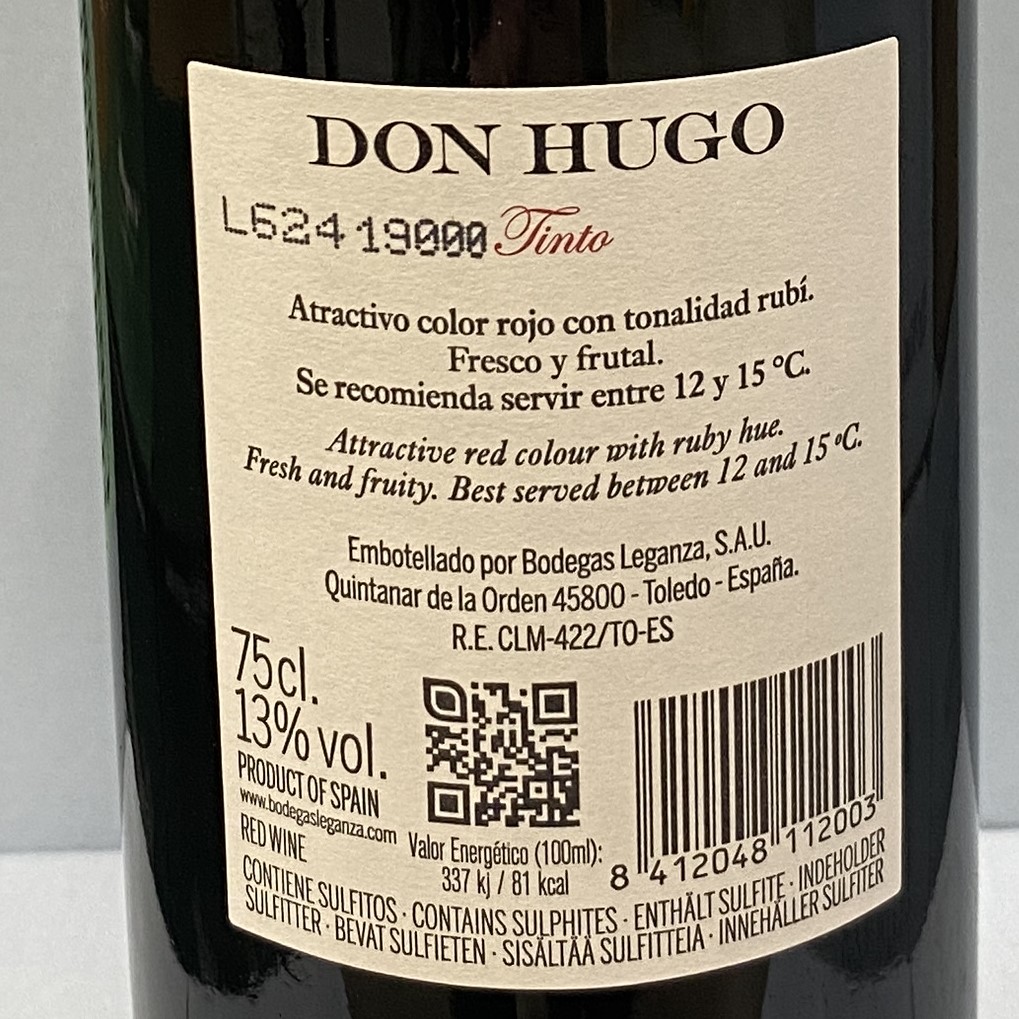 DON HUGO
L62419000 Tinto
Atractivo color rojo con tonalidad rubí.
Fresco y frutal.
Se recomienda servir entre 12 y 15 ºC.
Attractive red colour with ruby hue.
Fresh and fruity. Best served between 12 and 15 ºC.
Embotellado por Bodegas Leganza, S.A.U.
Quintanar de la Orden 45800 - Toledo - España.
R.E. CLM-422/TO-ES
75cl.
13% vol.
PRODUCT OF SPAIN
www.bodegasleganza.com
RED WINE
Valor Energético (100ml):
337 kj / 81 kcal
8 412048 112003
CONTIENE SULFITOS · CONTAINS SULPHITES · ENTHÄLT SULFITE · INDEHOLDER
SULFITTER · BEVAT SULFIETEN · SISÄLTÄÄ SULFITTEIA · INNEHÅLLER SULFITER